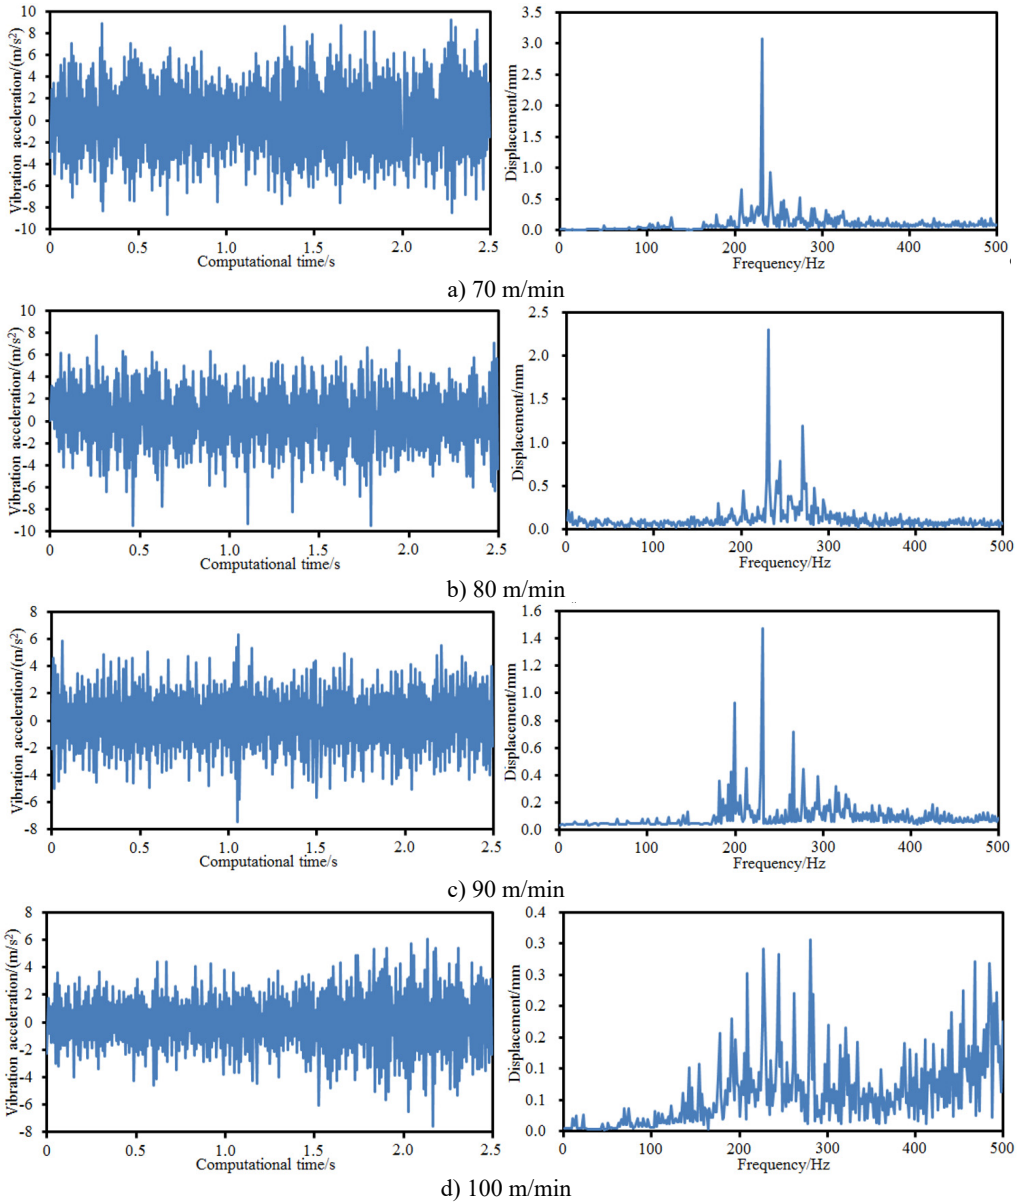 10
8
6
4
2
0
-2
-4
-6
-8
-10
Vibration acceleration/(m/s²)
0 0.5 1.0 1.5 2.0 2.5
Computational time/s
3.5
3.0
2.5
2.0
1.5
1.0
0.5
0.0
Displacement/mm
0 100 200 300 400 500
Frequency/Hz
a) 70 m/min
10
8
6
4
2
0
-2
-4
-6
-8
-10
Vibration acceleration/(m/s²)
0 0.5 1.0 1.5 2.0 2.5
Computational time/s
2.5
2.0
1.5
1.0
0.5
0.0
Displacement/mm
0 100 200 300 400 500
Frequency/Hz
b) 80 m/min
8
6
4
2
0
-2
-4
-6
-8
Vibration acceleration/(m/s²)
0 0.5 1.0 1.5 2.0 2.5
Computational time/s
1.6
1.4
1.2
1.0
0.8
0.6
0.4
0.2
0.0
Displacement/mm
0 100 200 300 400 500
Frequency/Hz
c) 90 m/min
8
6
4
2
0
-2
-4
-6
-8
Vibration acceleration/(m/s²)
0 0.5 1.0 1.5 2.0 2.5
Computational time/s
0.4
0.3
0.3
0.2
0.2
0.1
0.1
0.0
Displacement/mm
0 100 200 300 400 500
Frequency/Hz
d) 100 m/min